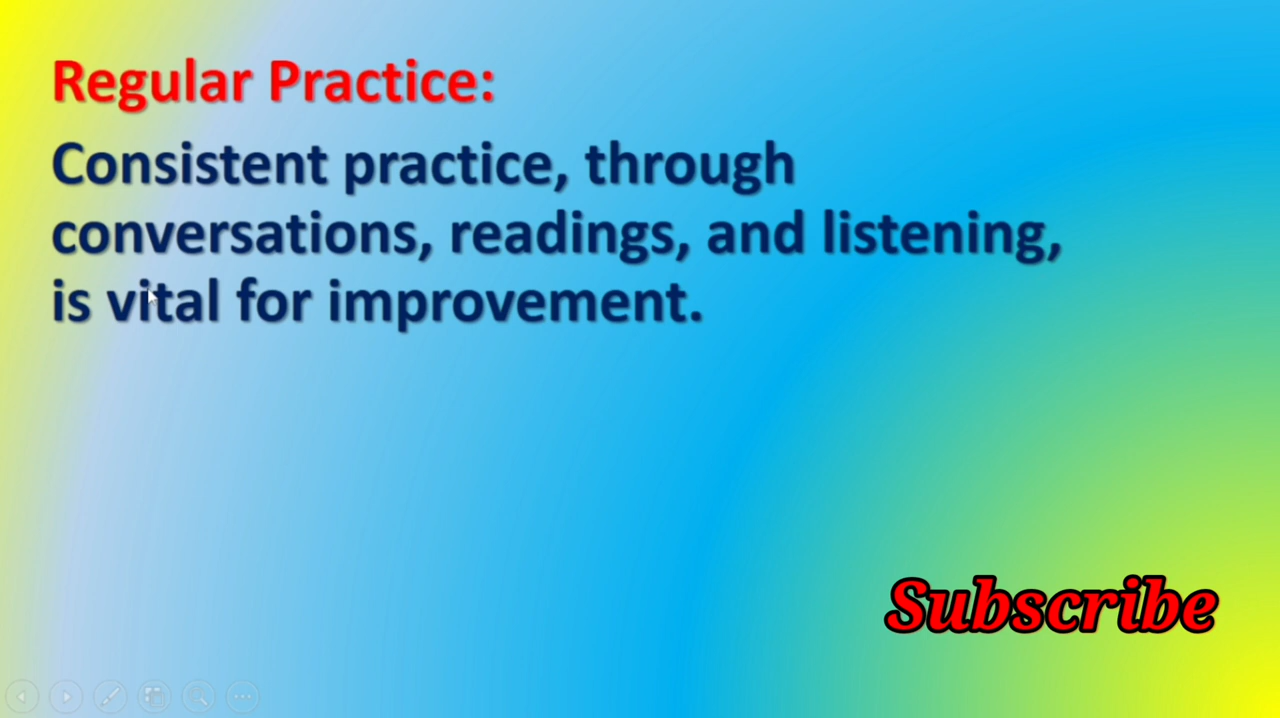 Regular Practice:
Consistent practice, through
conversations, readings, and listening,
is vital for improvement.
Subscribe